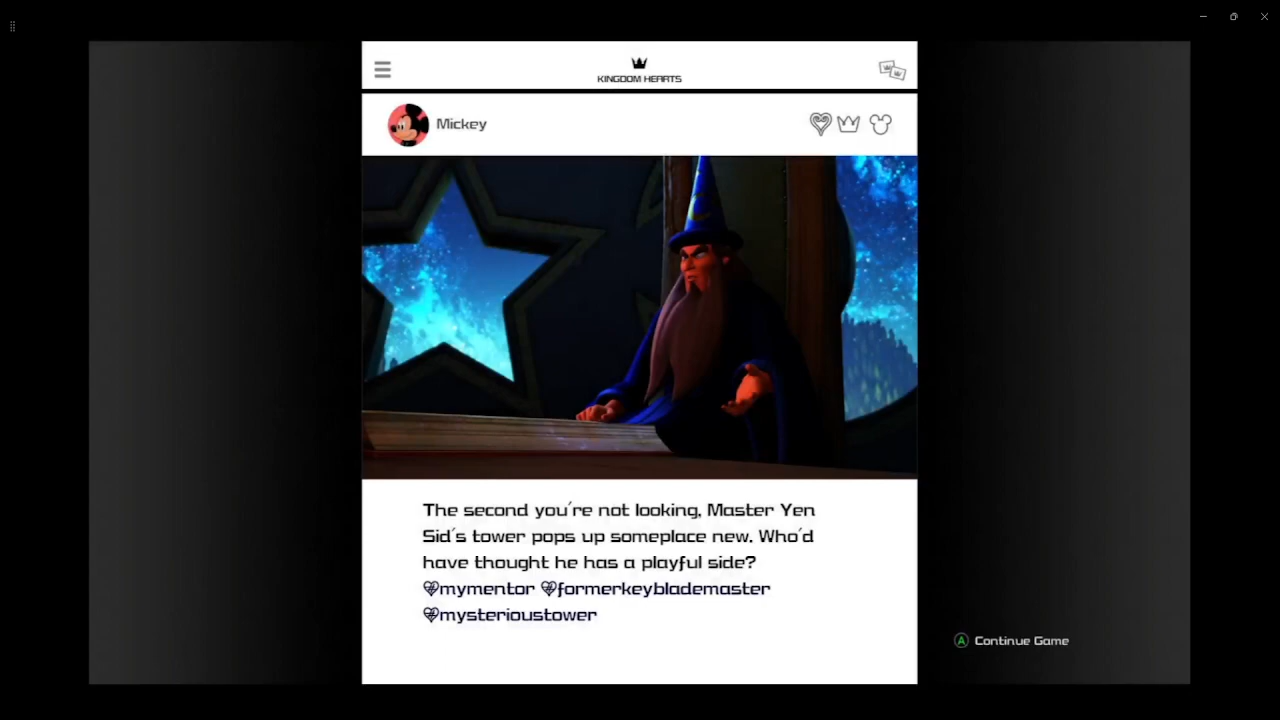 KINGDOM HEARTS
Mickey
The second you're not looking, Master Yen
Sid's tower pops up someplace new. Who'd
have thought he has a playful side?
mymentor formerkeyblademaster
mysterioustower
A Continue Game